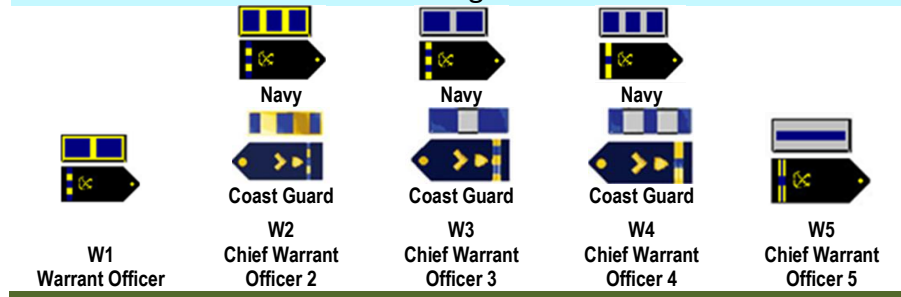 Navy
Navy
Navy
Coast Guard
Coast Guard
Coast Guard
W1
Warrant Officer
W2
Chief Warrant
Officer 2
W3
Chief Warrant
Officer 3
W4
Chief Warrant
Officer 4
W5
Chief Warrant
Officer 5